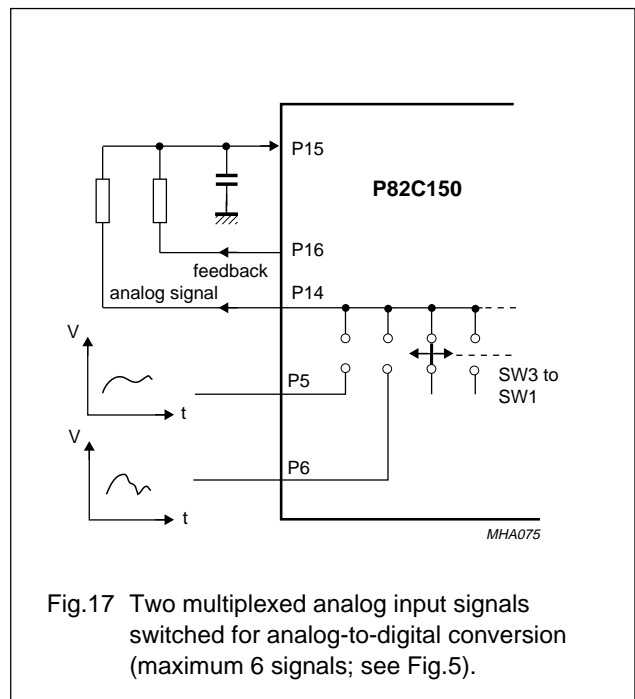 P15
P82C150
P16
feedback
analog signal
P14
V
P5
SW3 to
SW1
t
V
P6
t
MHA075
Fig.17 Two multiplexed analog input signals
switched for analog-to-digital conversion
(maximum 6 signals; see Fig.5).